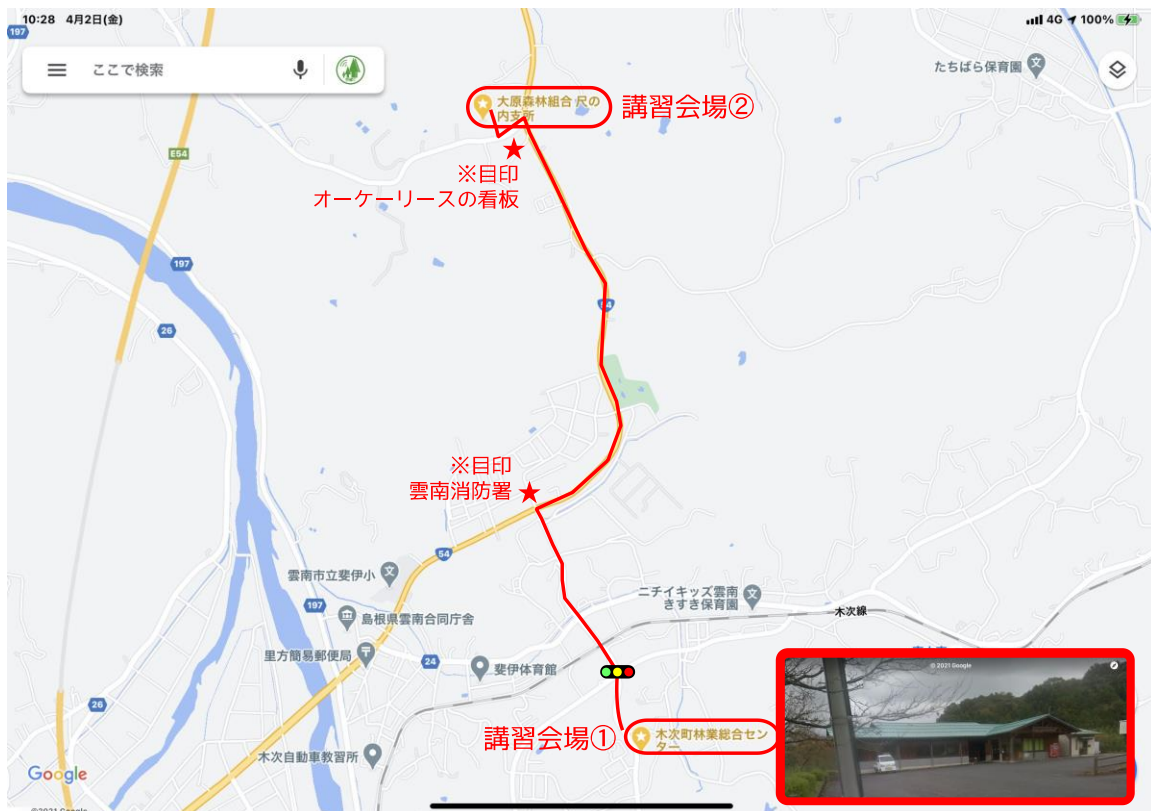 10:28 4月2日(金)
4G 100%
197
ここで検索
たちばら保育園
大原森林組合 尺の
内支所
講習会場②
E54
※目印
オーケーリースの看板
197
54
26
※目印
雲南消防署
54
雲南市立斐伊小
ニチイキッズ雲南
きすき保育園
197
島根県雲南合同庁舎
木次線
里方簡易郵便局
24
斐伊体育館
© 2021 Google
26
講習会場①
木次町林業総合セン
ター
木次自動車教習所
Google
©2021 Google